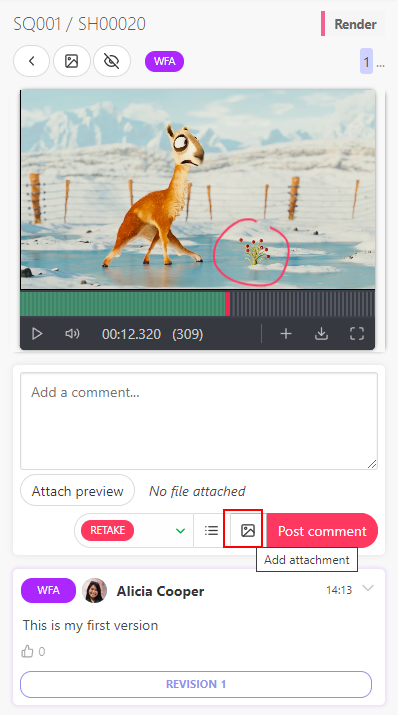 SQ001 / SH00020
Render
WFA
1 ...
00:12.320 (309)
Add a comment...
Attach preview
No file attached
RETAKE
Post comment
Add attachment
WFA
Alicia Cooper
14:13
This is my first version
0
REVISION 1